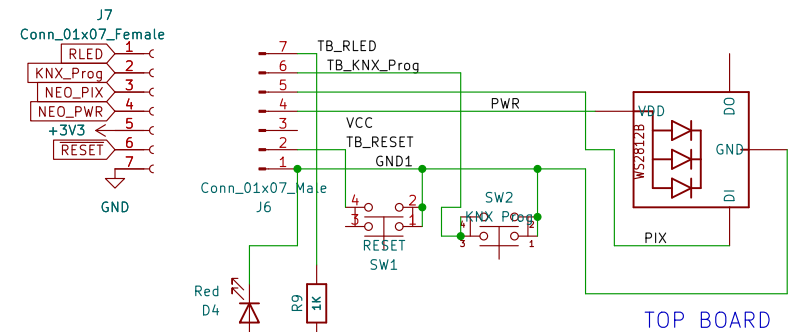 J7
Conn_01x07_Female
RLED 1
KNX_Prog 2
NEO_PIX 3
NEO_PWR 4
+3V3 5
RESET 6
7
GND
7 TB_RLED
6 TB_KNX_Prog
5
4 PWR
3 VCC
2 TB_RESET
1 GND1
Conn_01x07_Male
J6
4 2
3 1
RESET
SW1
SW2
KNX Prog
4 2
3 1
VDD
DO
WS2812B
GND
DI
PIX
Red
D4
R9
1K
TOP BOARD